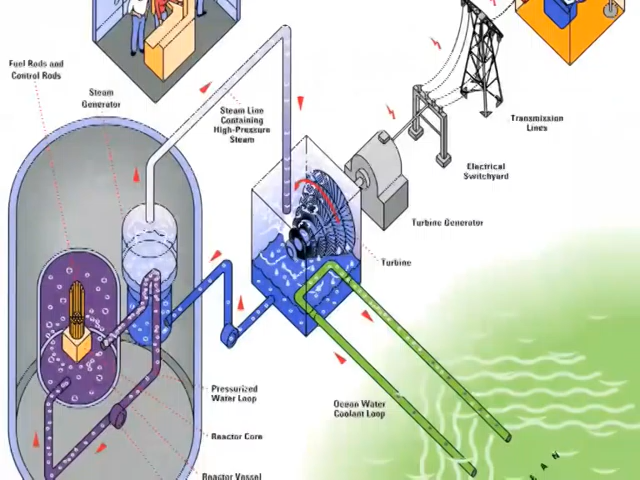 Fuel Rods and
Control Rods
Steam
Generator
Steam Line
Containing
High-Pressure
Steam
Transmission
Lines
Electrical
Switchyard
Turbine Generator
Turbine
Pressurized
Water Loop
Ocean Water
Coolant Loop
Reactor Core
Reactor Vessel
E A N